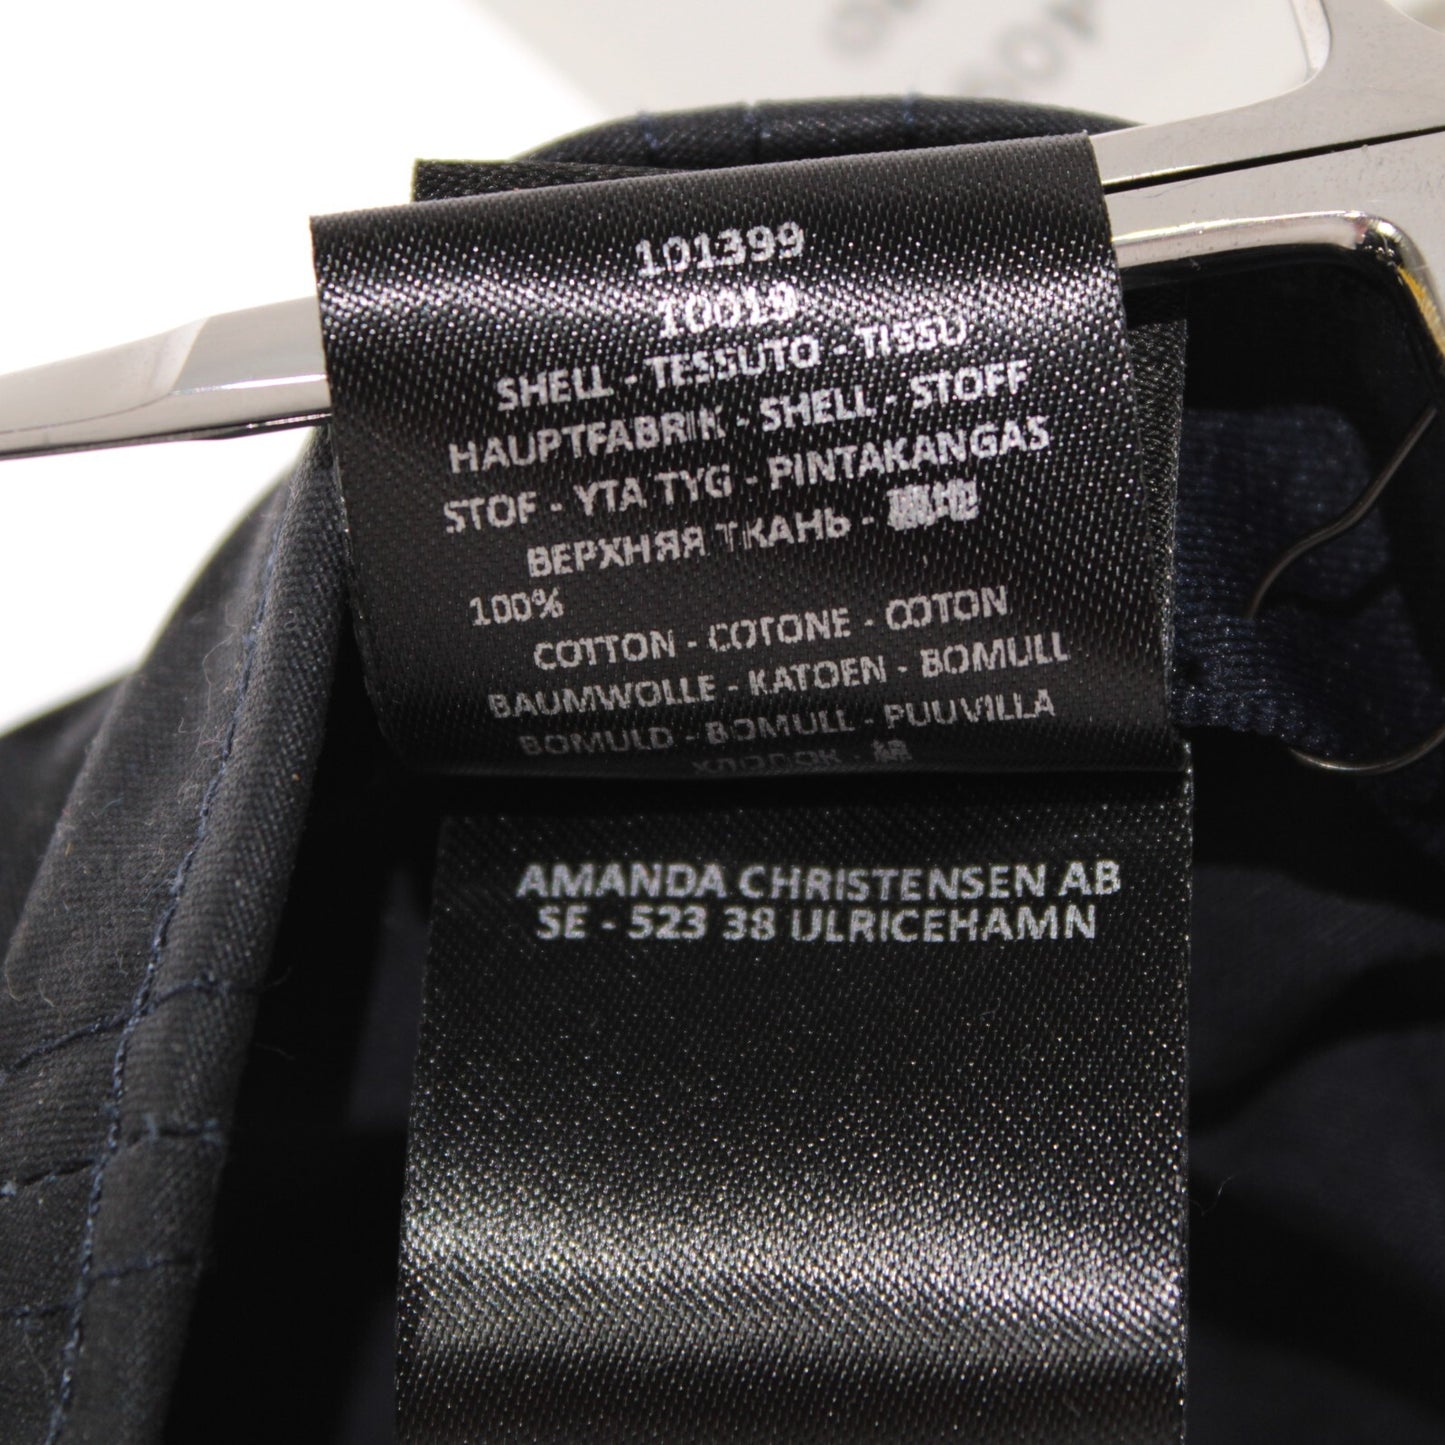 101399
10019
SHELL - TESSUTO - TISSU
HAUPTFABRIK - SHELL - STOFF
STOF - YTA TYG - PINTAKANGAS
ВЕРХНЯЯ ТКАНЬ -
100%
COTTON - COTONE - COTON
BAUMWOLLE - KATOEN - BOMULL
BOMULD - BOMULL - PUUVILLA
ХЛОПОК -
AMANDA CHRISTENSEN AB
SE - 523 38 ULRICEHAMN